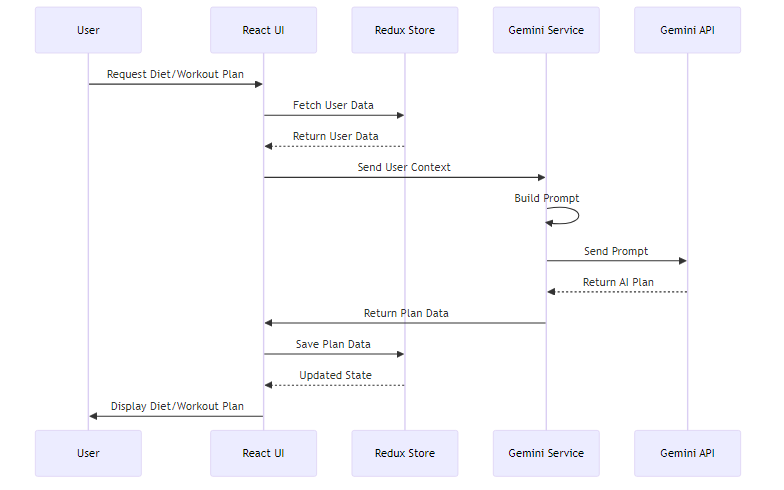 User
React UI
Redux Store
Gemini Service
Gemini API
Request Diet/Workout Plan
Fetch User Data
Return User Data
Send User Context
Build Prompt
Send Prompt
Return AI Plan
Return Plan Data
Save Plan Data
Updated State
Display Diet/Workout Plan
User
React UI
Redux Store
Gemini Service
Gemini API